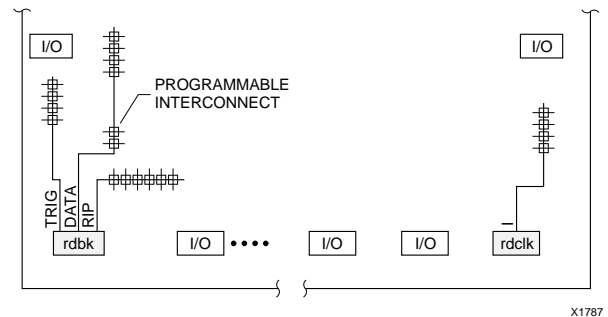 I/O
I/O
PROGRAMMABLE
INTERCONNECT
TRIG
DATA
RIP
I
rdbk
I/O
I/O
I/O
rdclk
X1787